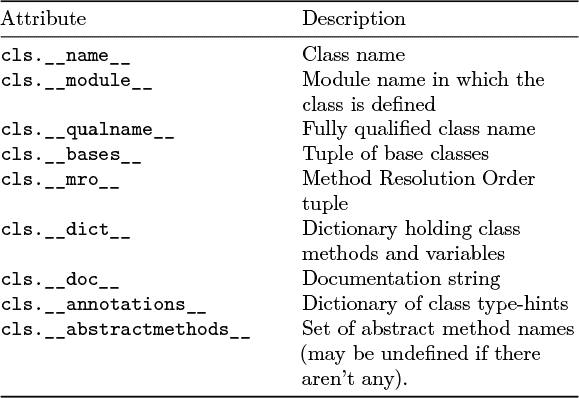 Attribute Description
cls.__name__ Class name
cls.__module__ Module name in which the
class is defined
cls.__qualname__ Fully qualified class name
cls.__bases__ Tuple of base classes
cls.__mro__ Method Resolution Order
tuple
cls.__dict__ Dictionary holding class
methods and variables
cls.__doc__ Documentation string
cls.__annotations__ Dictionary of class type-hints
cls.__abstractmethods__ Set of abstract method names
(may be undefined if there
aren't any).